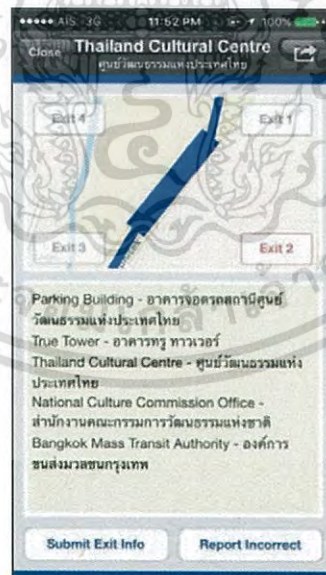 AIS 3G 11:52 PM 100%
Close Thailand Cultural Centre
ศูนย์วัฒนธรรมแห่งประเทศไทย
Exit 4 Exit 1
Exit 3 Exit 2
Parking Building - อาคารจอดรถสถานีศูนย์
วัฒนธรรมแห่งประเทศไทย
True Tower - อาคารทรู ทาวเวอร์
Thailand Cultural Centre - ศูนย์วัฒนธรรมแห่ง
ประเทศไทย
National Culture Commission Office -
สำนักงานคณะกรรมการวัฒนธรรมแห่งชาติ
Bangkok Mass Transit Authority - องค์การ
ขนส่งมวลชนกรุงเทพ
Submit Exit Info Report Incorrect